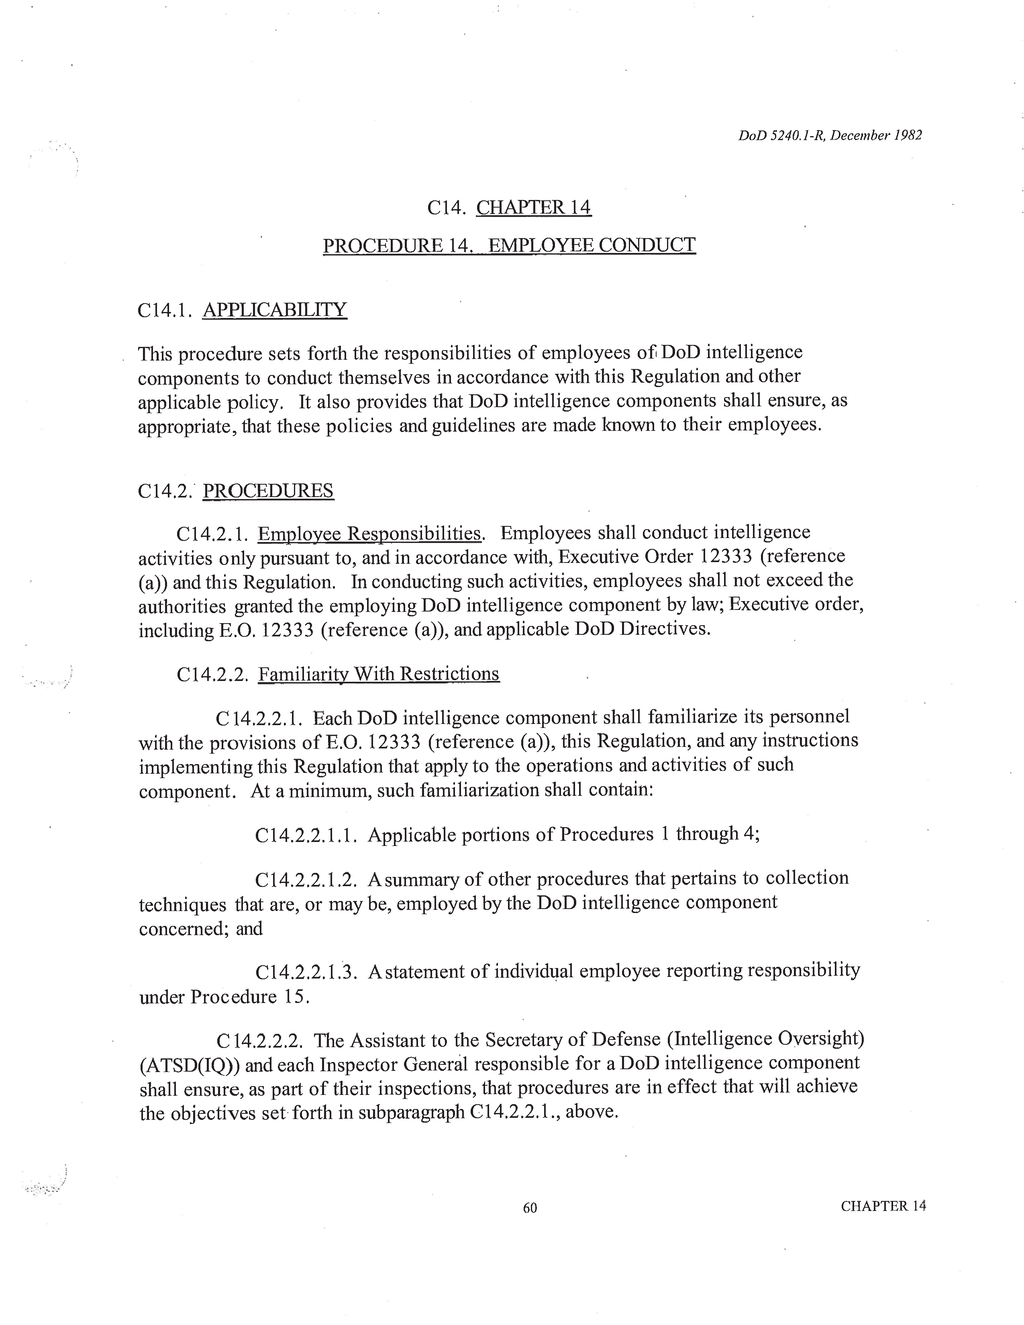 DoD 5240.1-R, December 1982
C14. CHAPTER 14
PROCEDURE 14. EMPLOYEE CONDUCT
C14.1. APPLICABILITY
This procedure sets forth the responsibilities of employees of DoD intelligence
components to conduct themselves in accordance with this Regulation and other
applicable policy. It also provides that DoD intelligence components shall ensure, as
appropriate, that these policies and guidelines are made known to their employees.
C14.2. PROCEDURES
C14.2.1. Employee Responsibilities. Employees shall conduct intelligence
activities only pursuant to, and in accordance with, Executive Order 12333 (reference
(a)) and this Regulation. In conducting such activities, employees shall not exceed the
authorities granted the employing DoD intelligence component by law; Executive order,
including E.O. 12333 (reference (a)), and applicable DoD Directives.
C14.2.2. Familiarity With Restrictions
C14.2.2.1. Each DoD intelligence component shall familiarize its personnel
with the provisions of E.O. 12333 (reference (a)), this Regulation, and any instructions
implementing this Regulation that apply to the operations and activities of such
component. At a minimum, such familiarization shall contain:
C14.2.2.1.1. Applicable portions of Procedures 1 through 4;
C14.2.2.1.2. A summary of other procedures that pertains to collection
techniques that are, or may be, employed by the DoD intelligence component
concerned; and
C14.2.2.1.3. A statement of individual employee reporting responsibility
under Procedure 15.
C14.2.2.2. The Assistant to the Secretary of Defense (Intelligence Oversight)
(ATSD(IO)) and each Inspector General responsible for a DoD intelligence component
shall ensure, as part of their inspections, that procedures are in effect that will achieve
the objectives set forth in subparagraph C14.2.2.1., above.
60
CHAPTER 14